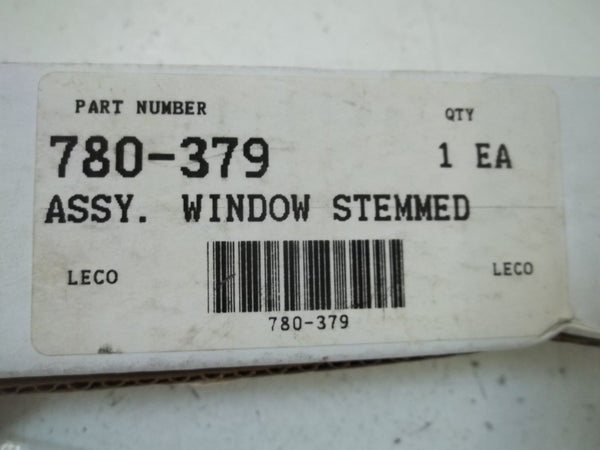 PART NUMBER QTY
780-379 1 EA
ASSY. WINDOW STEMMED
LECO LECO
780-379